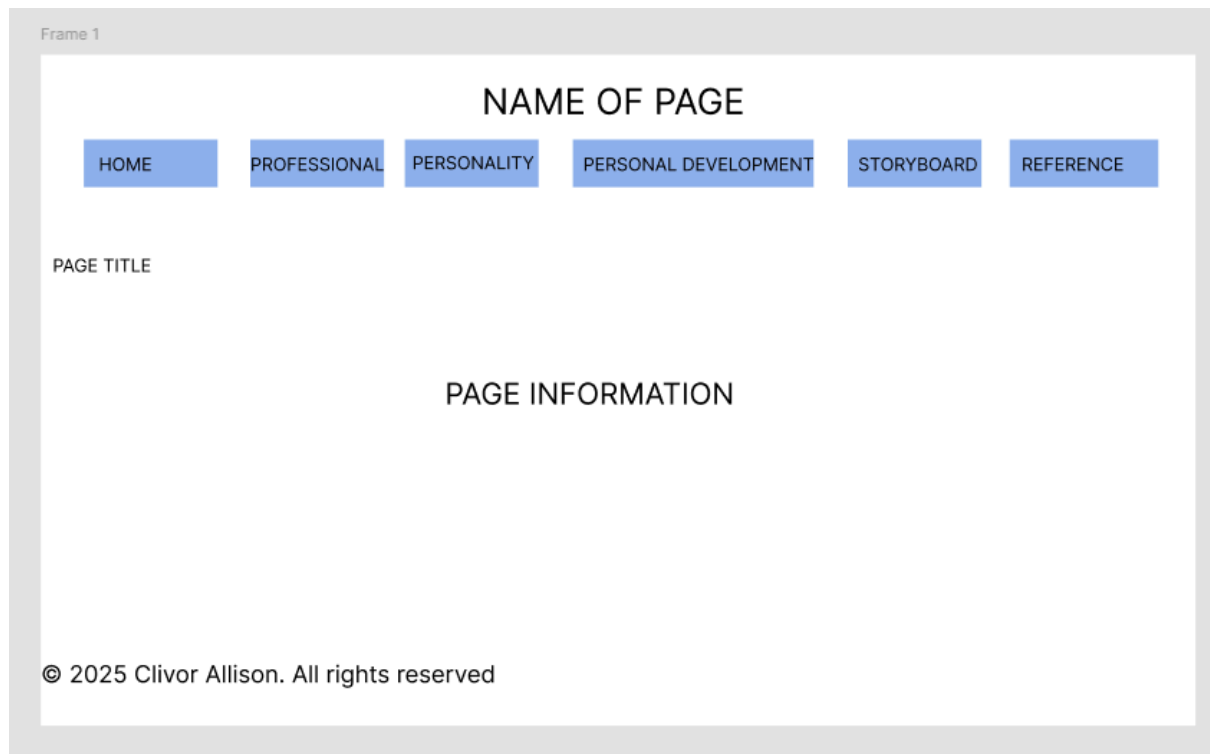 Frame 1
NAME OF PAGE
HOME PROFESSIONAL PERSONALITY PERSONAL DEVELOPMENT STORYBOARD REFERENCE
PAGE TITLE
PAGE INFORMATION
© 2025 Clivor Allison. All rights reserved